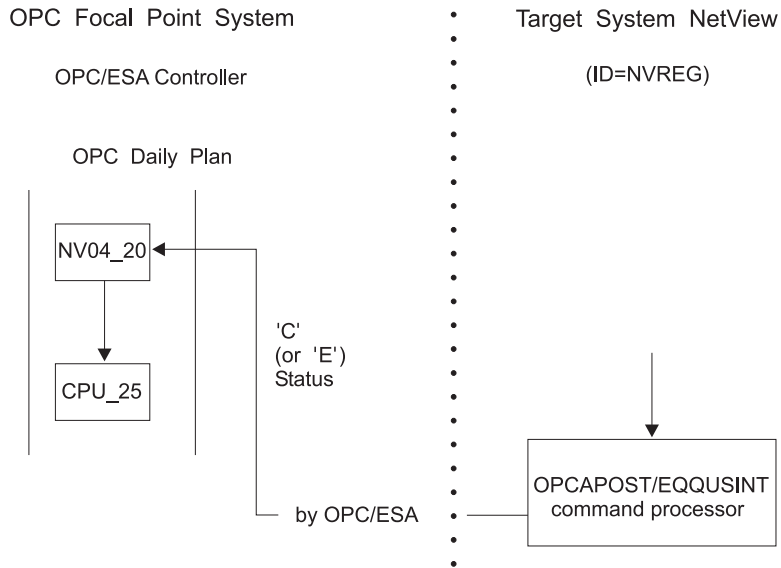 OPC Focal Point System
Target System NetView
OPC/ESA Controller
(ID=NVREG)
OPC Daily Plan
NV04_20
'C'
(or 'E')
Status
CPU_25
OPCAPOST/EQQUSINT
command processor
by OPC/ESA